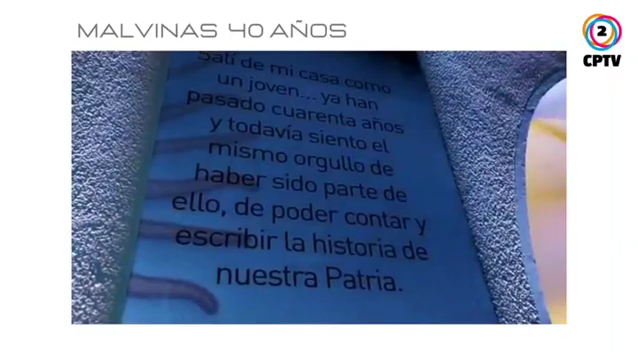 MALVINAS 40 AÑOS
2
CPTV
Salí de mi casa como
un joven... ya han
pasado cuarenta años
y todavía siento el
mismo orgullo de
haber sido parte de
ello, de poder contar y
escribir la historia de
nuestra Patria.